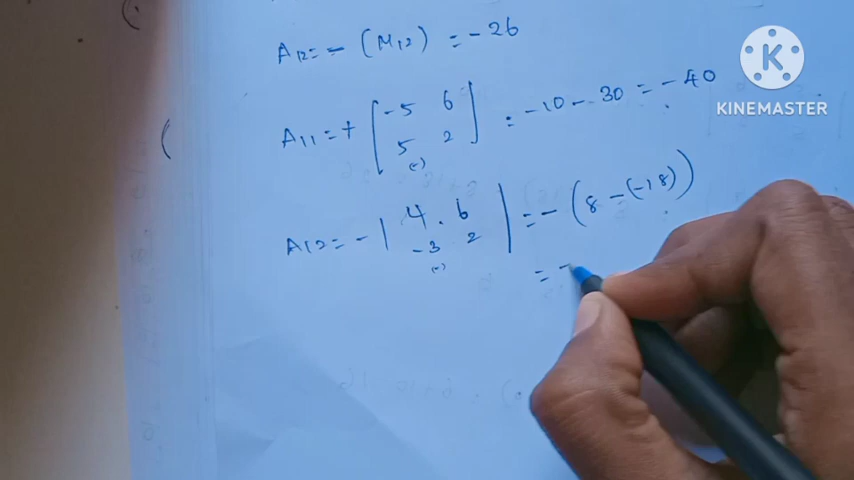 A12 = - (M12) = - 26
A11 = + [ -5 6 = -10 - 30 = - 40
5 2 ]
(-)
A12 = - | 4 . 6 = - (8 - (-18))
-3 2 |
(-)
= -
K
KINEMASTER